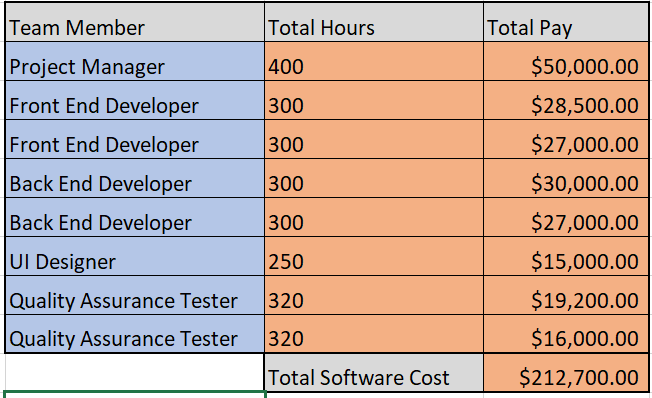 Team Member Total Hours Total Pay
Project Manager 400 $50,000.00
Front End Developer 300 $28,500.00
Front End Developer 300 $27,000.00
Back End Developer 300 $30,000.00
Back End Developer 300 $27,000.00
UI Designer 250 $15,000.00
Quality Assurance Tester 320 $19,200.00
Quality Assurance Tester 320 $16,000.00
Total Software Cost $212,700.00